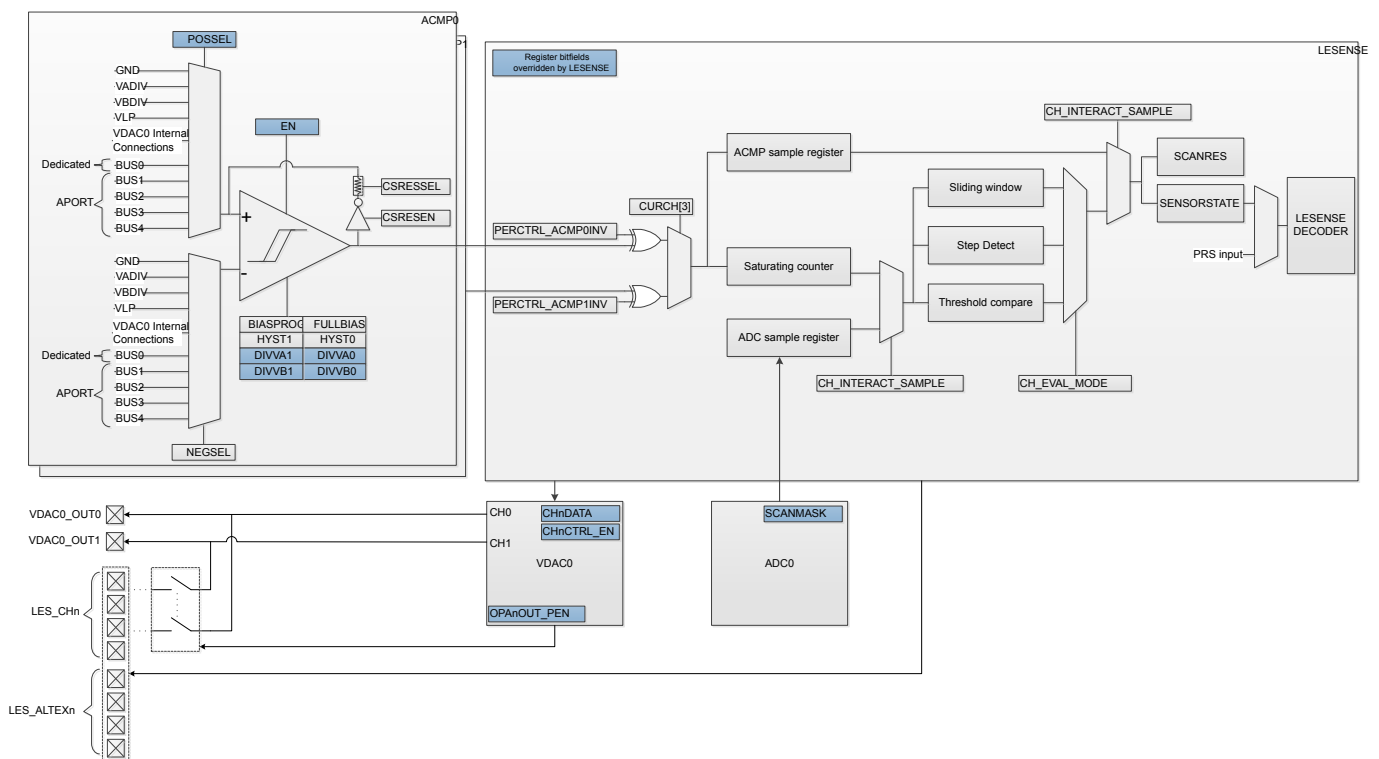 ACMP0
P1
POSSEL
GND
VADIV
VBDIV
VLP
VDAC0 Internal
Connections
Dedicated
BUS0
BUS1
APORT
BUS2
BUS3
BUS4
EN
+
-
CSRESSEL
CSRESEN
GND
VADIV
VBDIV
VLP
VDAC0 Internal
Connections
Dedicated
BUS0
BUS1
APORT
BUS2
BUS3
BUS4
NEGSEL
BIASPROG FULLBIAS
HYST1 HYST0
DIVVA1 DIVVA0
DIVVB1 DIVVB0
LESENSE
Register bitfields
overridden by LESENSE
PERCTRL_ACMP0INV
PERCTRL_ACMP1INV
CURCH[3]
ACMP sample register
Saturating counter
ADC sample register
CH_INTERACT_SAMPLE
Sliding window
Step Detect
Threshold compare
CH_EVAL_MODE
CH_INTERACT_SAMPLE
SCANRES
SENSORSTATE
PRS input
LESENSE
DECODER
VDAC0_OUT0
VDAC0_OUT1
LES_CHn
LES_ALTEXn
CH0
CH1
CHnDATA
CHnCTRL_EN
VDAC0
OPAnOUT_PEN
SCANMASK
ADC0